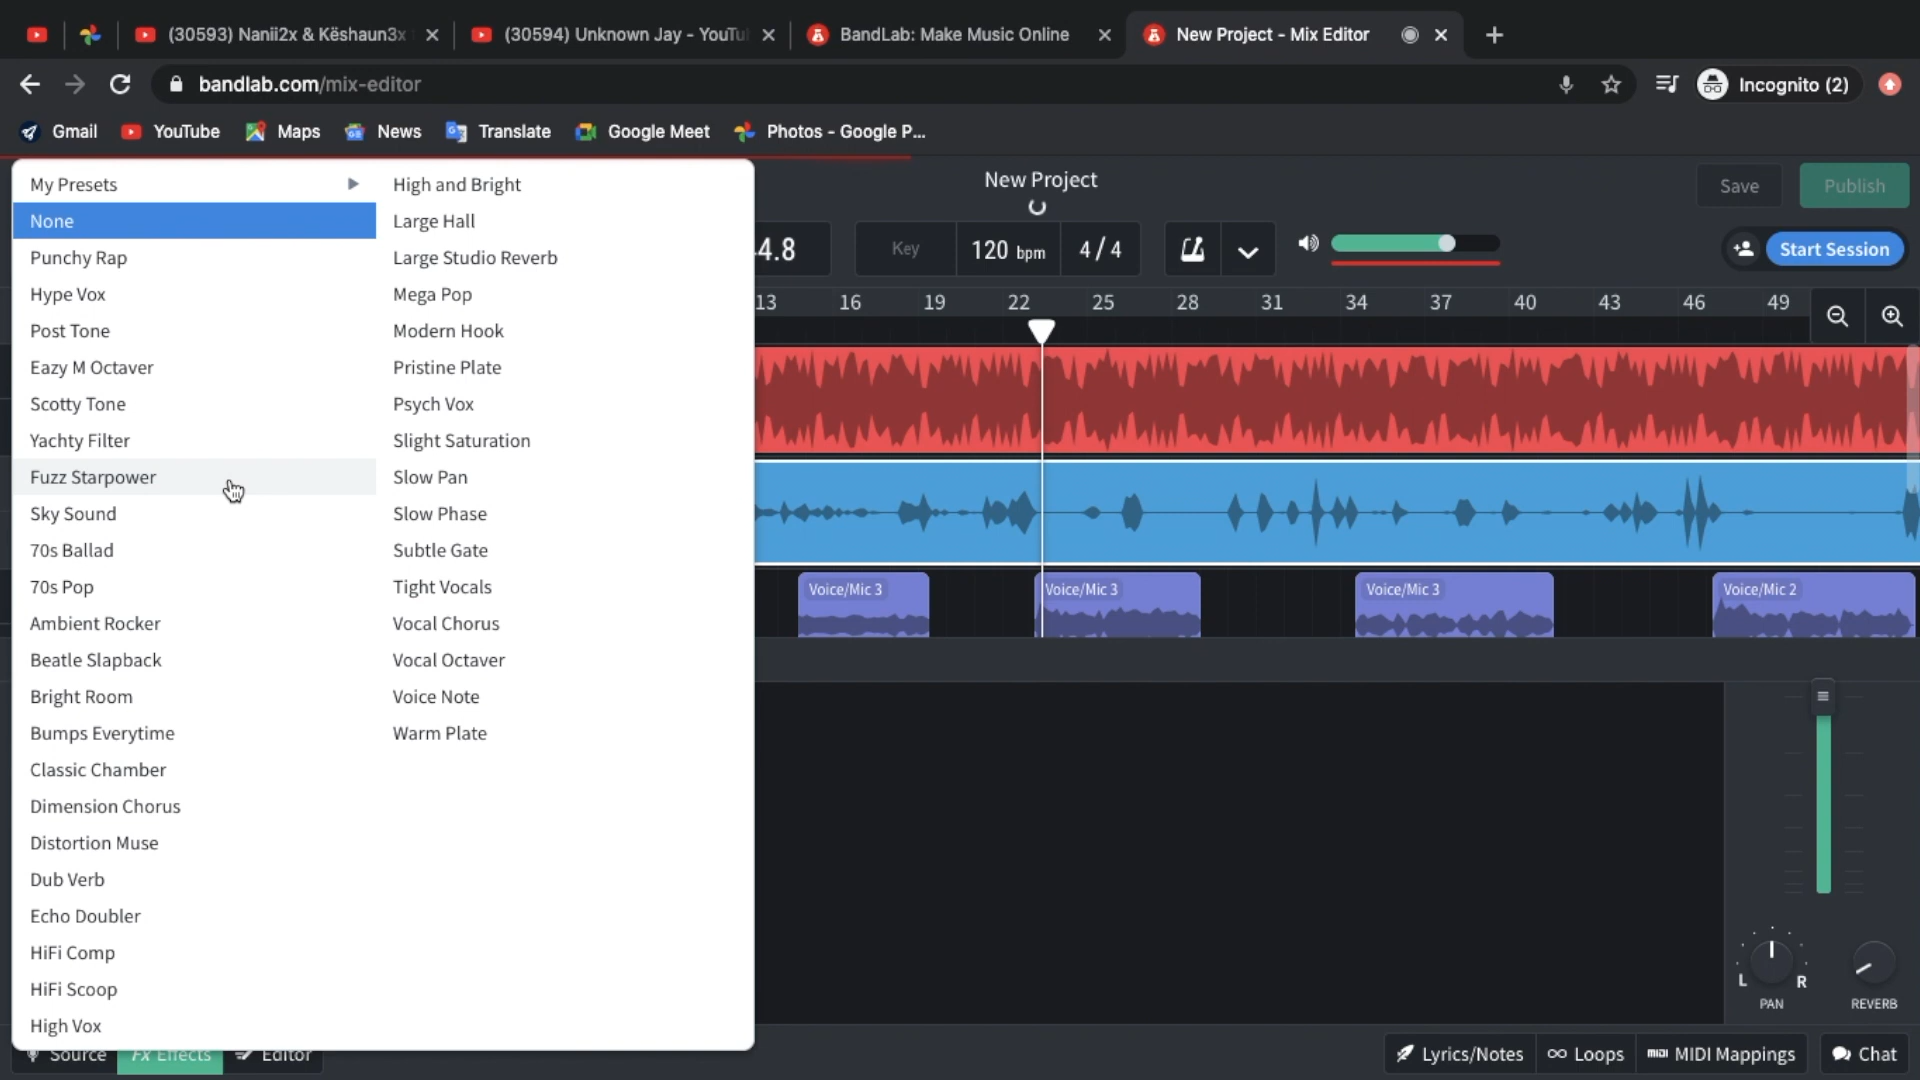 (30593) Nanii2x & Këshaun3x
(30594) Unknown Jay - YouTu
BandLab: Make Music Online
New Project - Mix Editor
bandlab.com/mix-editor
Incognito (2)
Gmail
YouTube
Maps
News
Translate
Google Meet
Photos - Google P...
My Presets
None
Punchy Rap
Hype Vox
Post Tone
Eazy M Octaver
Scotty Tone
Yachty Filter
Fuzz Starpower
Sky Sound
70s Ballad
70s Pop
Ambient Rocker
Beatle Slapback
Bright Room
Bumps Everytime
Classic Chamber
Dimension Chorus
Distortion Muse
Dub Verb
Echo Doubler
HiFi Comp
HiFi Scoop
High Vox
High and Bright
Large Hall
Large Studio Reverb
Mega Pop
Modern Hook
Pristine Plate
Psych Vox
Slight Saturation
Slow Pan
Slow Phase
Subtle Gate
Tight Vocals
Vocal Chorus
Vocal Octaver
Voice Note
Warm Plate
New Project
Save
Publish
4.8
Key
120 bpm
4 / 4
Start Session
13 16 19 22 25 28 31 34 37 40 43 46 49
Voice/Mic 3
Voice/Mic 3
Voice/Mic 3
Voice/Mic 2
L
R
PAN
REVERB
Source
Fx Effects
Editor
Lyrics/Notes
Loops
MIDI MIDI Mappings
Chat